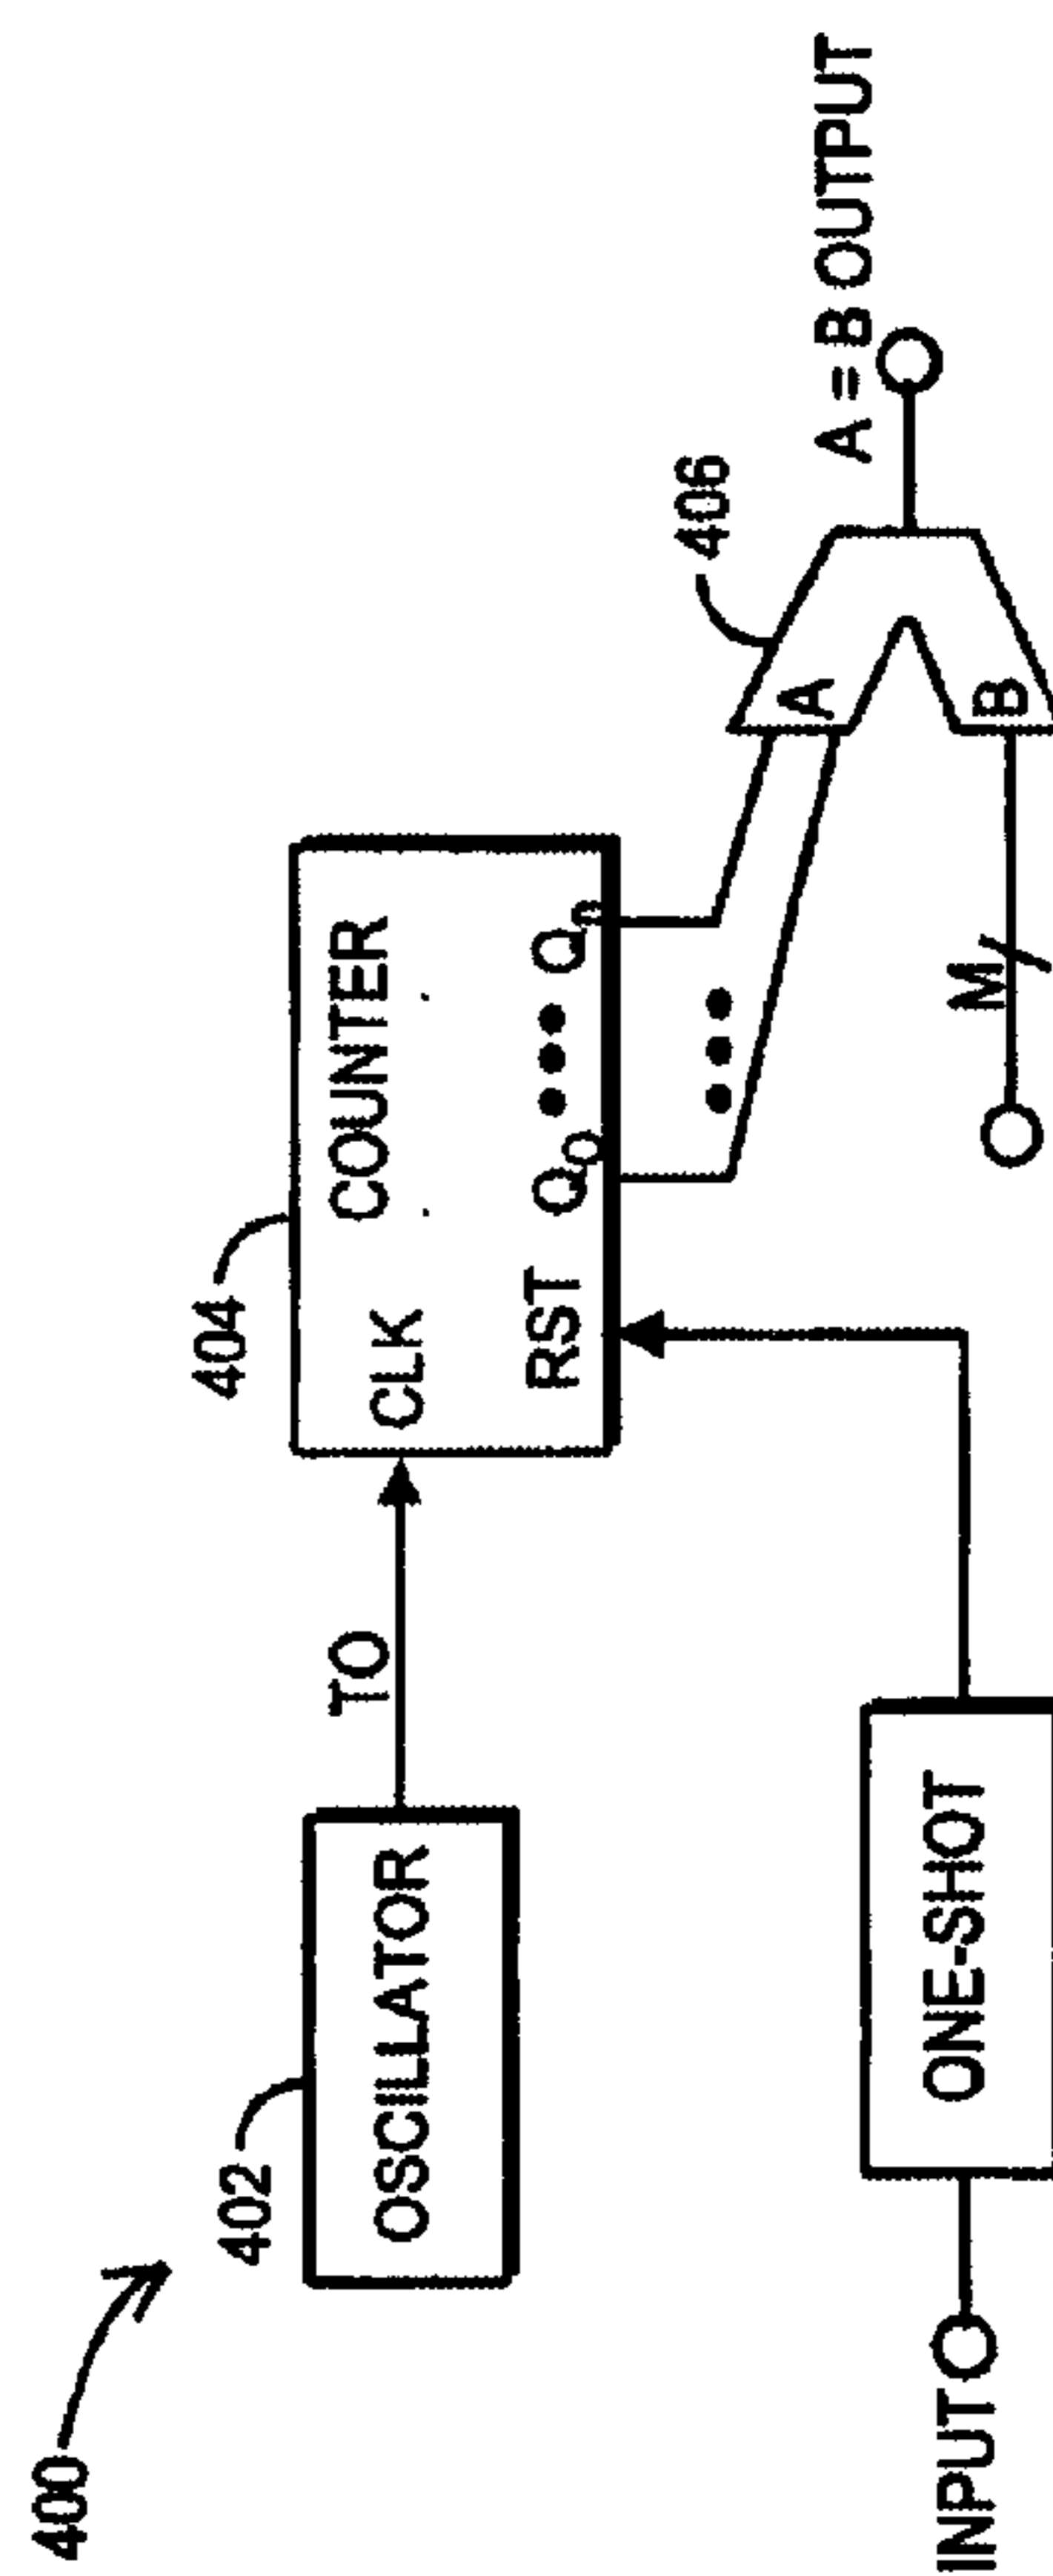 400
402
OSCILLATOR
TO
404
CLK COUNTER
RST Q0 Qn
406
A
B
A = B OUTPUT
M
INPUT
ONE-SHOT